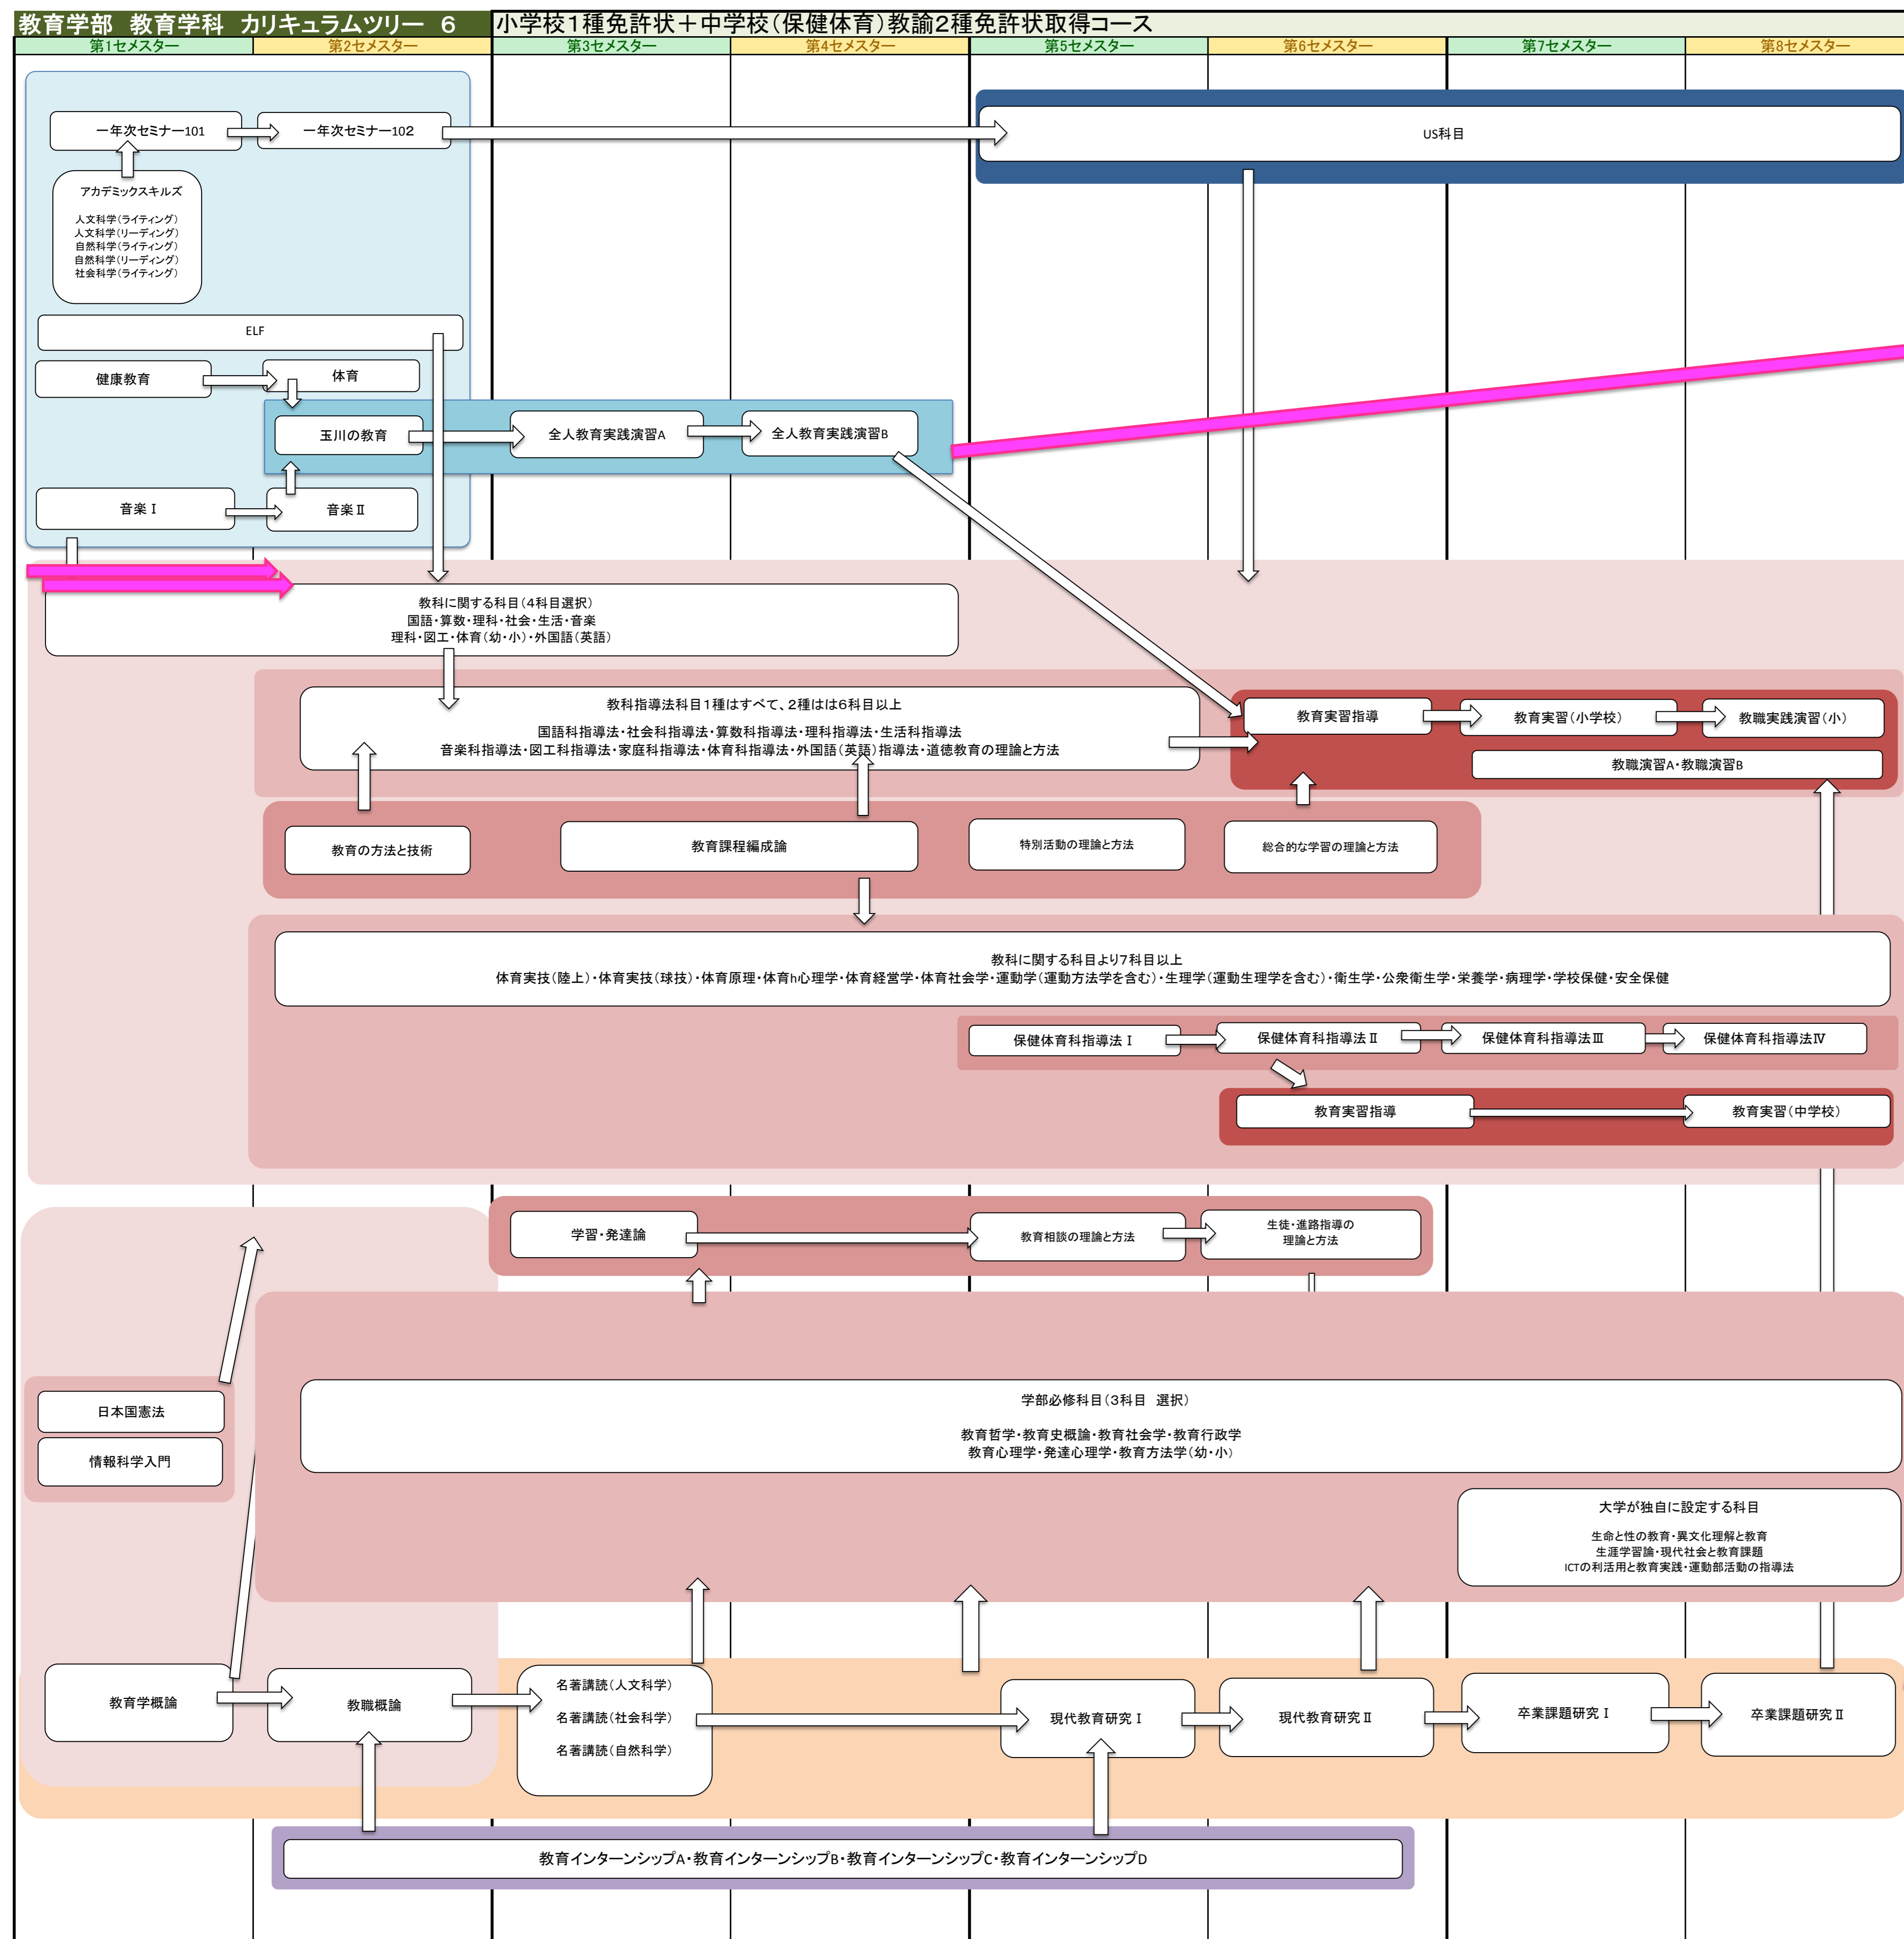 教育学部　教育学科　カリキュラムツリー　６
小学校１種免許状＋中学校（保健体育）教諭２種免許状取得コース
第1セメスター
第2セメスター
第3セメスター
第4セメスター
第5セメスター
第6セメスター
第7セメスター
第8セメスター
一年次セミナー101
一年次セミナー102
US科目
アカデミックスキルズ
人文科学（ライティング）
人文科学（リーディング）
自然科学（ライティング）
自然科学（リーディング）
社会科学（ライティング）
ELF
健康教育
体育
玉川の教育
全人教育実践演習A
全人教育実践演習B
音楽Ⅰ
音楽Ⅱ
教科に関する科目（４科目選択）
国語・算数・理科・社会・生活・音楽
理科・図工・体育（幼・小）・外国語（英語）
教科指導法科目１種はすべて、２種はは６科目以上
国語科指導法・社会科指導法・算数科指導法・理科指導法・生活科指導法
音楽科指導法・図工科指導法・家庭科指導法・体育科指導法・外国語（英語）指導法・道徳教育の理論と方法
教育実習指導
教育実習（小学校）
教職実践演習（小）
教職演習A・教職演習B
教育の方法と技術
教育課程編成論
特別活動の理論と方法
総合的な学習の理論と方法
教科に関する科目より７科目以上
体育実技（陸上）・体育実技（球技）・体育原理・体育h心理学・体育経営学・体育社会学・運動学（運動方法学を含む）・生理学（運動生理学を含む）・衛生学・公衆衛生学・栄養学・病理学・学校保健・安全保健
保健体育科指導法Ⅰ
保健体育科指導法Ⅱ
保健体育科指導法Ⅲ
保健体育科指導法Ⅳ
教育実習指導
教育実習（中学校）
学習・発達論
教育相談の理論と方法
生徒・進路指導の
理論と方法
日本国憲法
情報科学入門
学部必修科目（３科目　選択）
教育哲学・教育史概論・教育社会学・教育行政学
教育心理学・発達心理学・教育方法学（幼・小）
大学が独自に設定する科目
生命と性の教育・異文化理解と教育
生涯学習論・現代社会と教育課題
ICTの利活用と教育実践・運動部活動の指導法
教育学概論
教職概論
名著講読（人文科学）
名著講読（社会科学）
名著講読（自然科学）
現代教育研究Ⅰ
現代教育研究Ⅱ
卒業課題研究Ⅰ
卒業課題研究Ⅱ
教育インターンシップA・教育インターンシップB・教育インターンシップC・教育インターンシップD